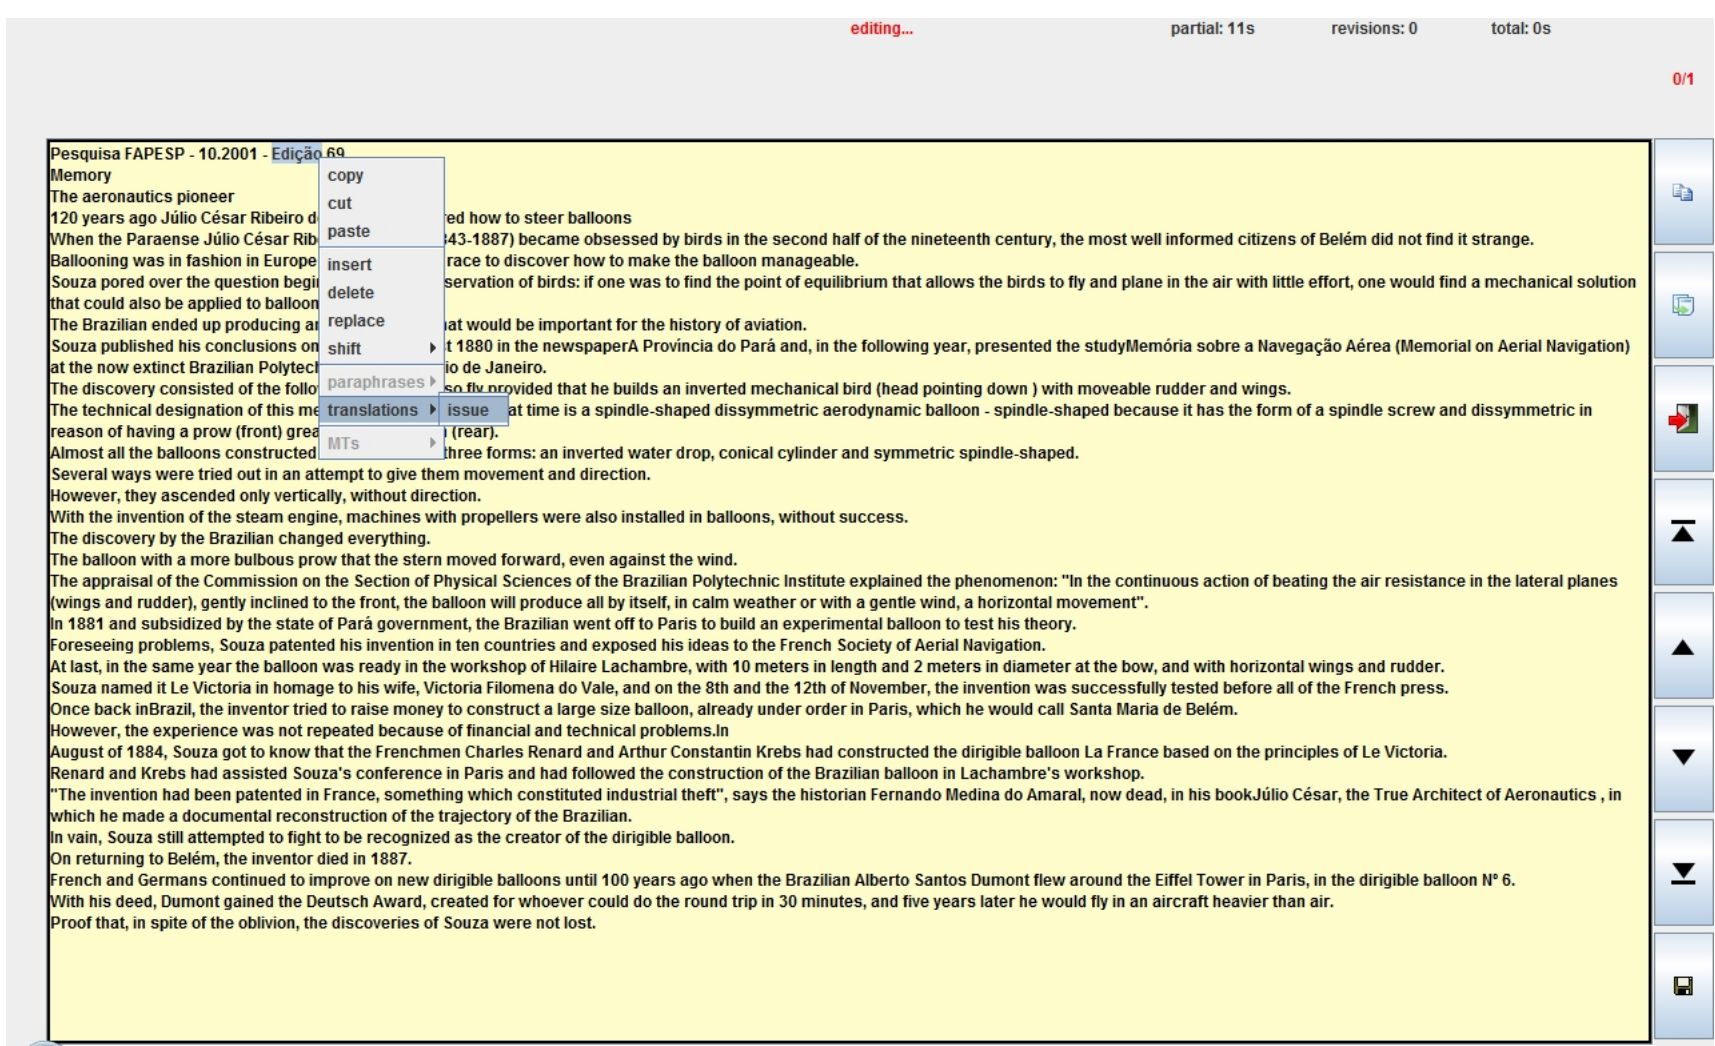 editing... partial: 11s revisions: 0 total: 0s
0/1
Pesquisa FAPESP - 10.2001 - Edição 69
Memory
The aeronautics pioneer
120 years ago Júlio César Ribeiro d red how to steer balloons
When the Paraense Júlio César Rib 43-1887) became obsessed by birds in the second half of the nineteenth century, the most well informed citizens of Belém did not find it strange.
Ballooning was in fashion in Europe race to discover how to make the balloon manageable.
Souza pored over the question begi servation of birds: if one was to find the point of equilibrium that allows the birds to fly and plane in the air with little effort, one would find a mechanical solution
that could also be applied to balloon
The Brazilian ended up producing a at would be important for the history of aviation.
Souza published his conclusions on t 1880 in the newspaperA Província do Pará and, in the following year, presented the studyMemória sobre a Navegação Aérea (Memorial on Aerial Navigation)
at the now extinct Brazilian Polytec io de Janeiro.
The discovery consisted of the follo so fly provided that he builds an inverted mechanical bird (head pointing down ) with moveable rudder and wings.
The technical designation of this me at time is a spindle-shaped dissymmetric aerodynamic balloon - spindle-shaped because it has the form of a spindle screw and dissymmetric in
reason of having a prow (front) grea (rear).
Almost all the balloons constructed three forms: an inverted water drop, conical cylinder and symmetric spindle-shaped.
Several ways were tried out in an attempt to give them movement and direction.
However, they ascended only vertically, without direction.
With the invention of the steam engine, machines with propellers were also installed in balloons, without success.
The discovery by the Brazilian changed everything.
The balloon with a more bulbous prow that the stern moved forward, even against the wind.
The appraisal of the Commission on the Section of Physical Sciences of the Brazilian Polytechnic Institute explained the phenomenon: "In the continuous action of beating the air resistance in the lateral planes
(wings and rudder), gently inclined to the front, the balloon will produce all by itself, in calm weather or with a gentle wind, a horizontal movement".
In 1881 and subsidized by the state of Pará government, the Brazilian went off to Paris to build an experimental balloon to test his theory.
Foreseeing problems, Souza patented his invention in ten countries and exposed his ideas to the French Society of Aerial Navigation.
At last, in the same year the balloon was ready in the workshop of Hilaire Lachambre, with 10 meters in length and 2 meters in diameter at the bow, and with horizontal wings and rudder.
Souza named it Le Victoria in homage to his wife, Victoria Filomena do Vale, and on the 8th and the 12th of November, the invention was successfully tested before all of the French press.
Once back inBrazil, the inventor tried to raise money to construct a large size balloon, already under order in Paris, which he would call Santa Maria de Belém.
However, the experience was not repeated because of financial and technical problems.In
August of 1884, Souza got to know that the Frenchmen Charles Renard and Arthur Constantin Krebs had constructed the dirigible balloon La France based on the principles of Le Victoria.
Renard and Krebs had assisted Souza's conference in Paris and had followed the construction of the Brazilian balloon in Lachambre's workshop.
"The invention had been patented in France, something which constituted industrial theft", says the historian Fernando Medina do Amaral, now dead, in his bookJúlio César, the True Architect of Aeronautics , in
which he made a documental reconstruction of the trajectory of the Brazilian.
In vain, Souza still attempted to fight to be recognized as the creator of the dirigible balloon.
On returning to Belém, the inventor died in 1887.
French and Germans continued to improve on new dirigible balloons until 100 years ago when the Brazilian Alberto Santos Dumont flew around the Eiffel Tower in Paris, in the dirigible balloon Nº 6.
With his deed, Dumont gained the Deutsch Award, created for whoever could do the round trip in 30 minutes, and five years later he would fly in an aircraft heavier than air.
Proof that, in spite of the oblivion, the discoveries of Souza were not lost.
copy
cut
paste
insert
delete
replace
shift
paraphrases
translations
issue
MTs